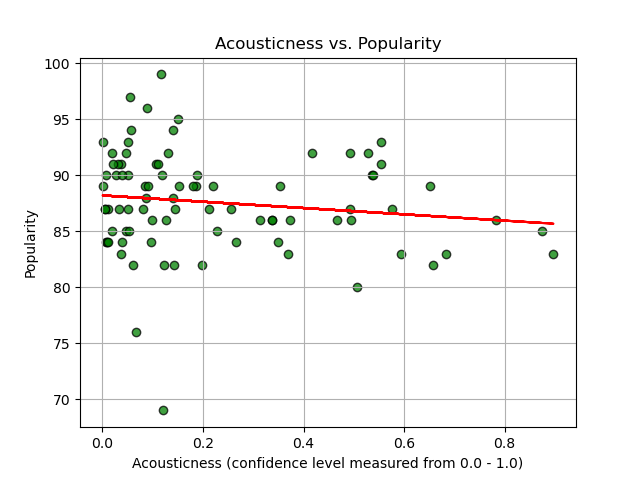 Acousticness vs. Popularity
100
95
90
85
80
75
70
Popularity
0.0 0.2 0.4 0.6 0.8
Acousticness (confidence level measured from 0.0 - 1.0)